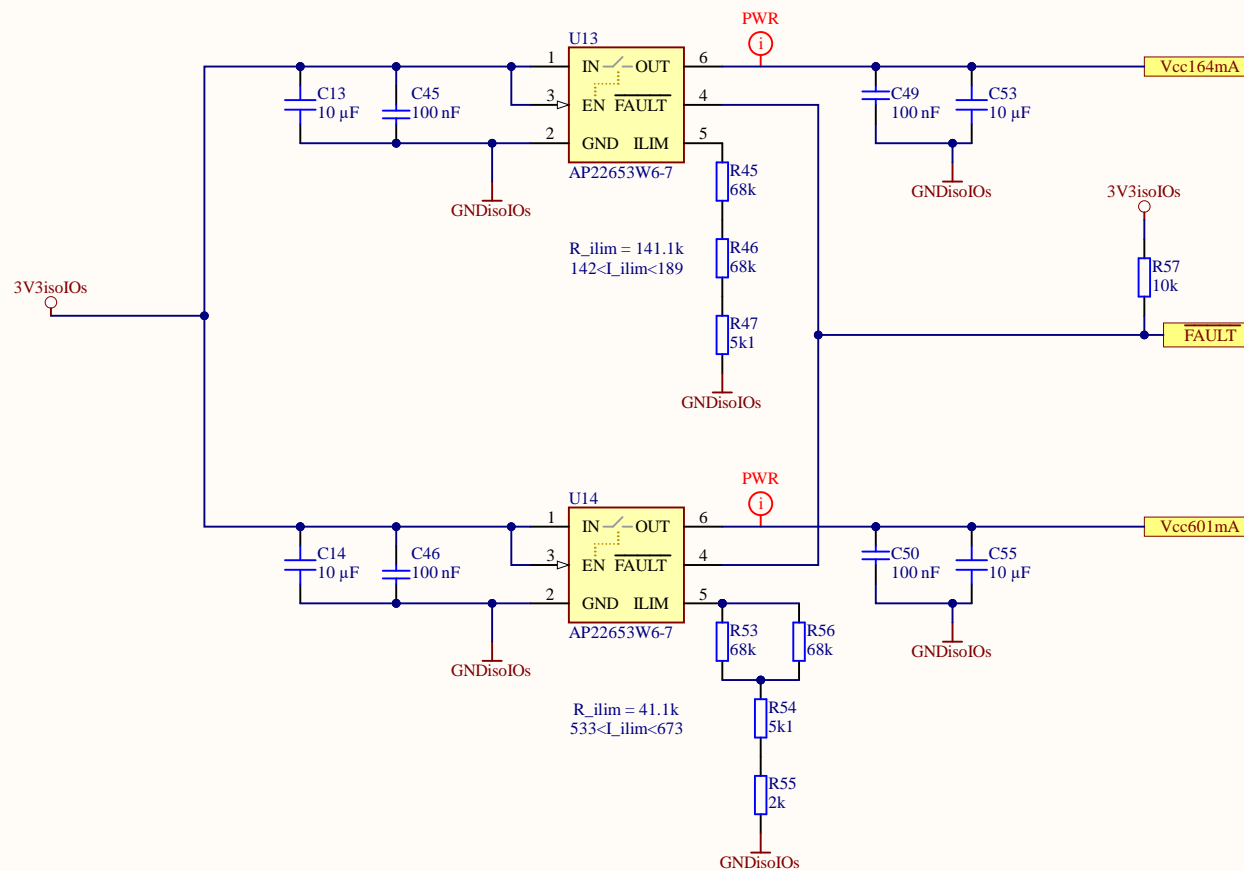 PWR
U13
1
IN
OUT
6
Vcc164mA
C13
10 µF
C45
100 nF
3
EN
FAULT
4
C49
100 nF
C53
10 µF
2
GND
ILIM
5
AP22653W6-7
R45
68k
GNDisoIOs
GNDisoIOs
3V3isoIOs
R_ilim = 141.1k
142<I_ilim<189
R46
68k
R57
10k
3V3isoIOs
R47
5k1
FAULT
GNDisoIOs
PWR
U14
1
IN
OUT
6
Vcc601mA
C14
10 µF
C46
100 nF
3
EN
FAULT
4
C50
100 nF
C55
10 µF
2
GND
ILIM
5
AP22653W6-7
R53
68k
R56
68k
GNDisoIOs
GNDisoIOs
R_ilim = 41.1k
533<I_ilim<673
R54
5k1
R55
2k
GNDisoIOs